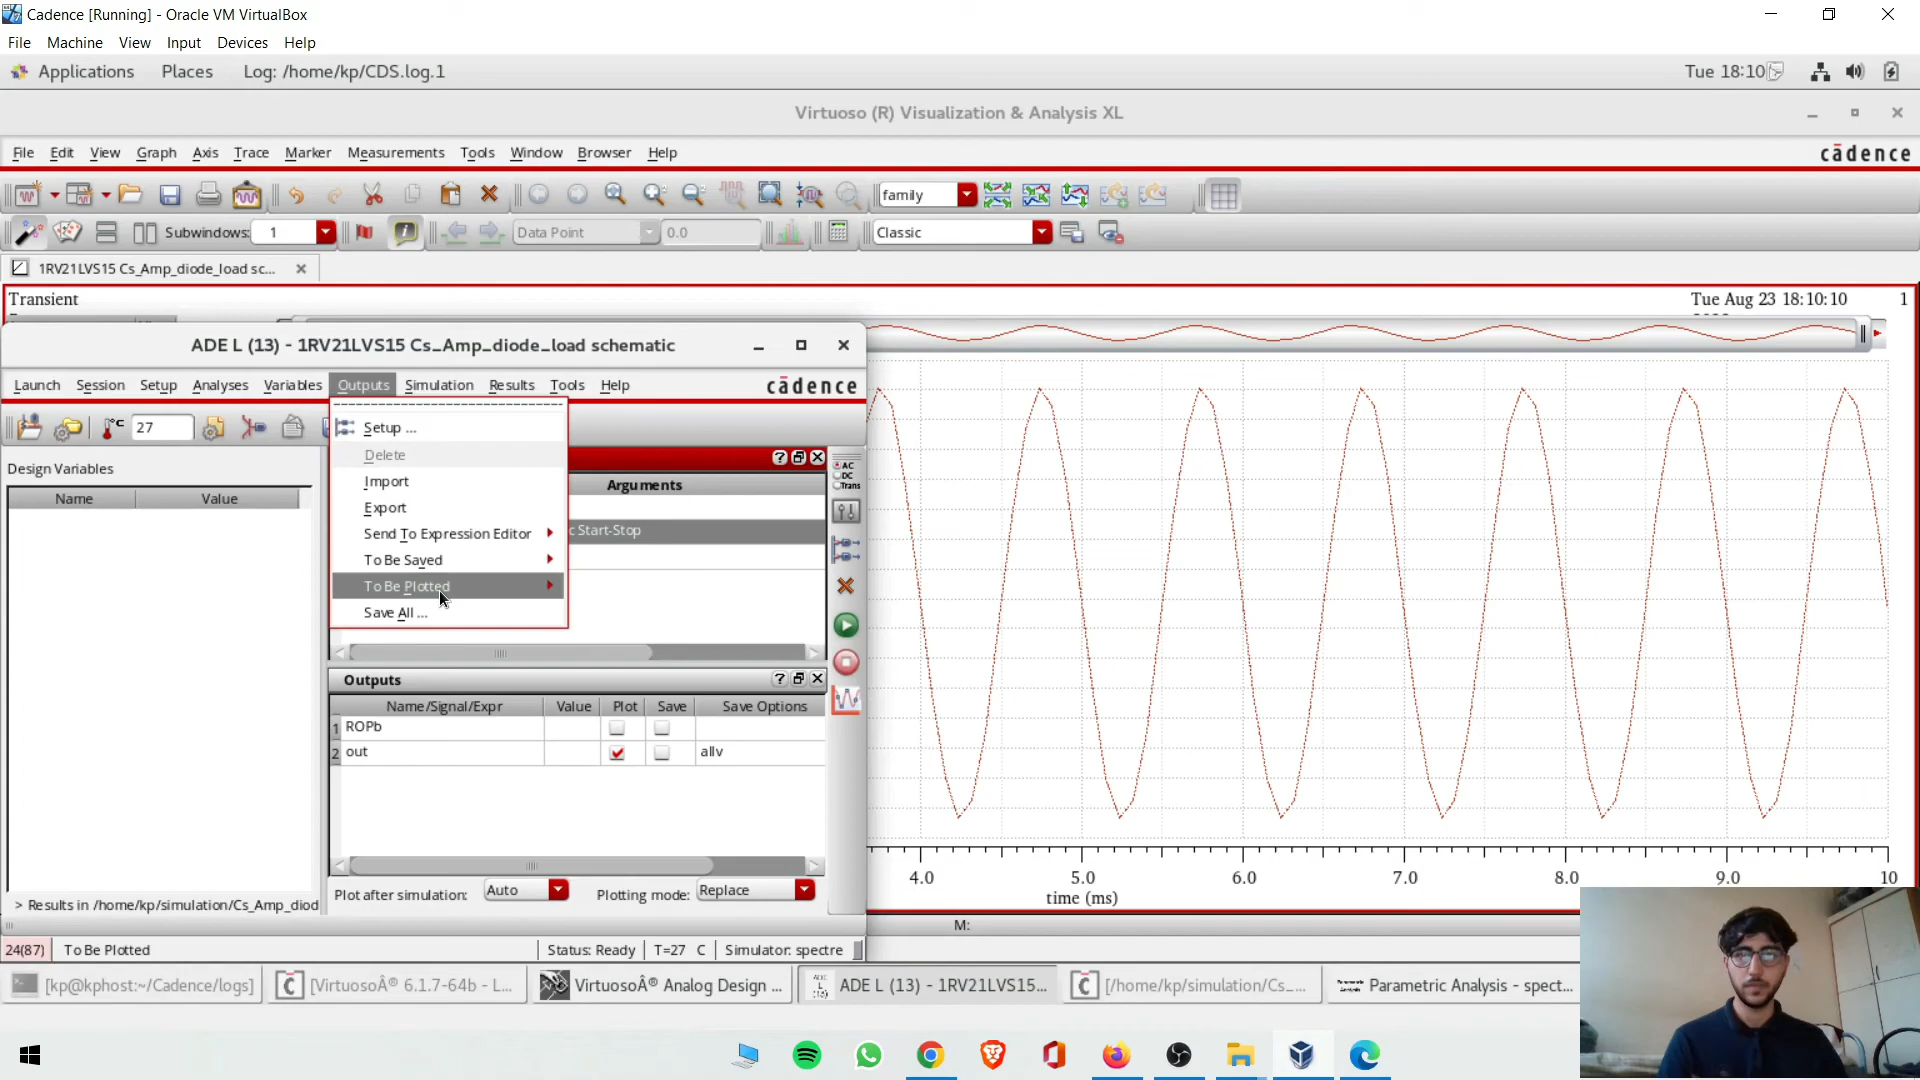 Cadence [Running] - Oracle VM VirtualBox
File Machine View Input Devices Help
Applications Places Log: /home/kp/CDS.log.1 Tue 18:10
Virtuoso (R) Visualization & Analysis XL
File Edit View Graph Axis Trace Marker Measurements Tools Window Browser Help cādence
family
Subwindows: 1 Data Point 0.0 Classic
1RV21LVS15 Cs_Amp_diode_load sc...
Transient Tue Aug 23 18:10:10 1
ADE L (13) - 1RV21LVS15 Cs_Amp_diode_load schematic
Launch Session Setup Analyses Variables Outputs Simulation Results Tools Help cādence
°C 27
Setup ...
Delete
Import
Export
Send To Expression Editor
To Be Saved
To Be Plotted
Save All ...
Design Variables
Name Value
Arguments
c Start-Stop
AC
DC
Trans
Outputs
Name/Signal/Expr Value Plot Save Save Options
1 ROPb
2 out allv
Plot after simulation: Auto Plotting mode: Replace
> Results in /home/kp/simulation/Cs_Amp_diod
4.0 5.0 6.0 7.0 8.0 9.0 10
time (ms)
M:
24(87) To Be Plotted Status: Ready T=27 C Simulator: spectre
[kp@kphost:~/Cadence/logs] [VirtuosoÂ® 6.1.7-64b - L... VirtuosoÂ® Analog Design ... ADE L (13) - 1RV21LVS15... [/home/kp/simulation/Cs_... Parametric Analysis - spect...